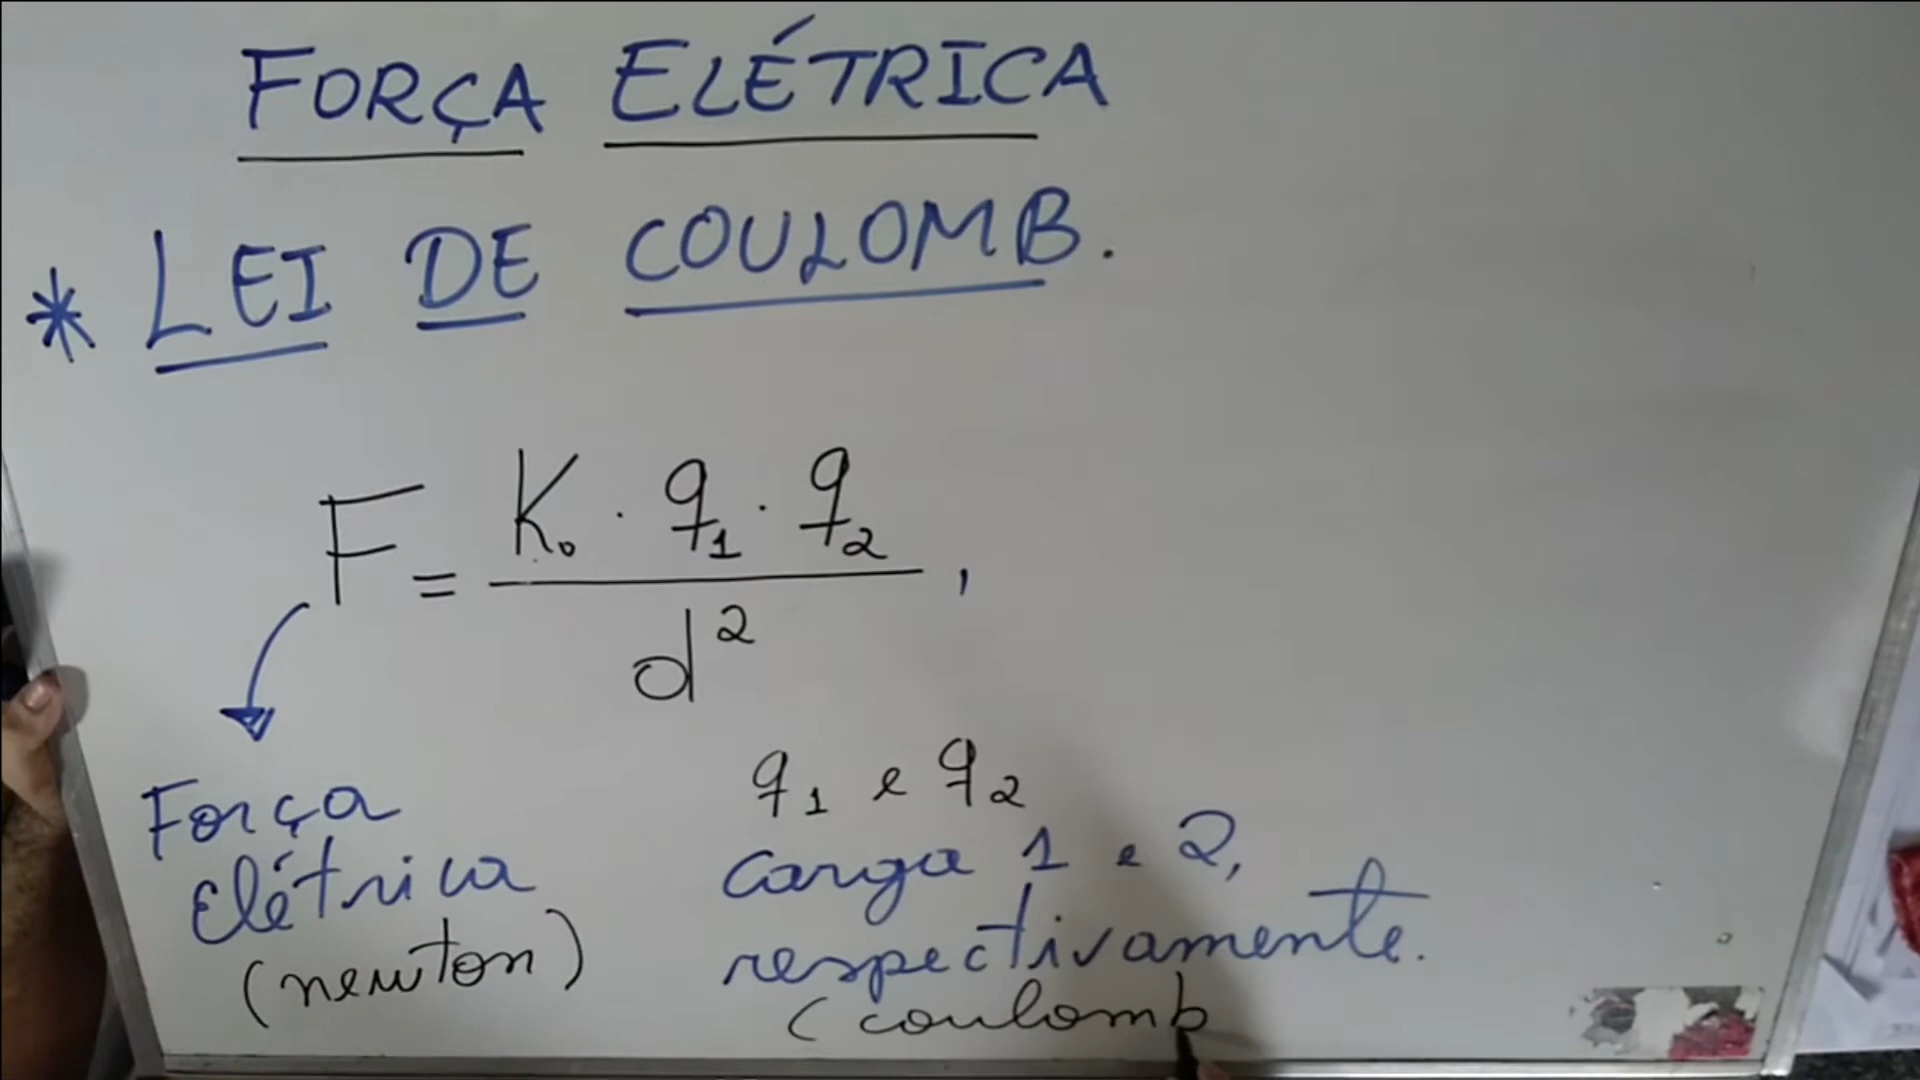 FORÇA ELÉTRICA
* LEI DE COULOMB.
F = K₀ · q₁ · q₂ / d² ,
Força
Elétrica
(newton)
q₁ e q₂
carga 1 e 2,
respectivamente.
(coulomb